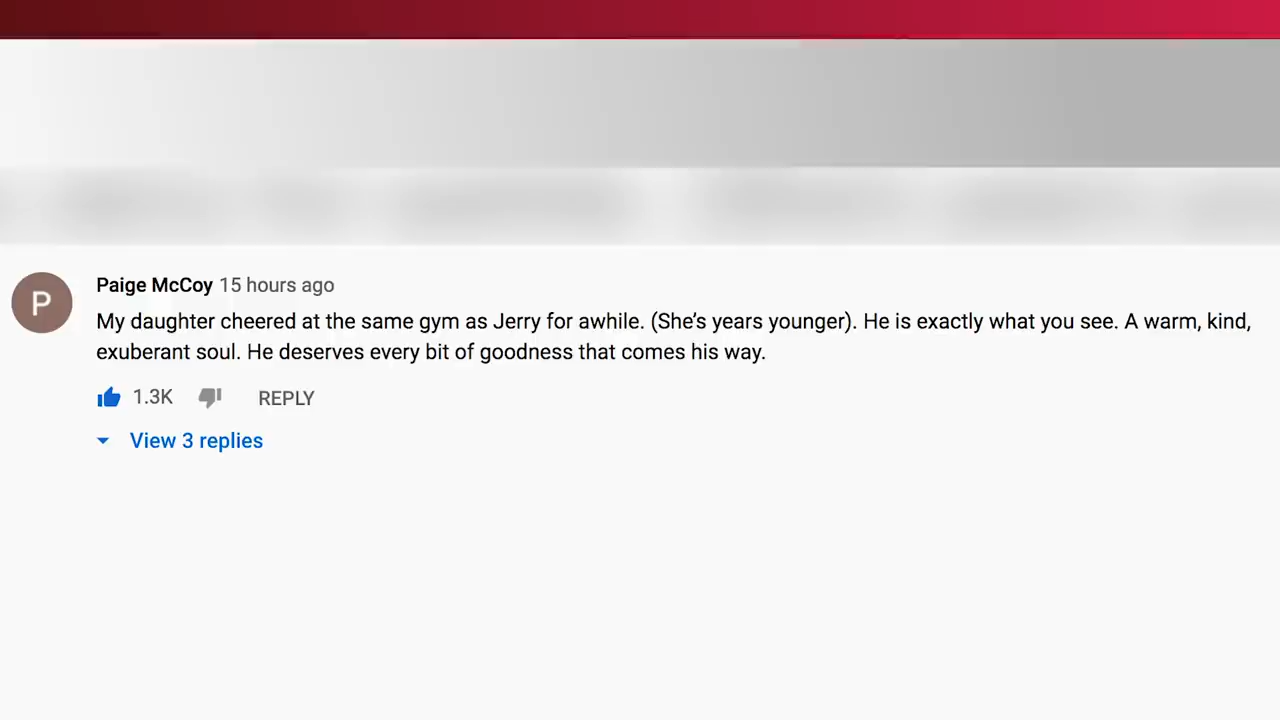 P
Paige McCoy 15 hours ago
My daughter cheered at the same gym as Jerry for awhile. (She’s years younger). He is exactly what you see. A warm, kind,
exuberant soul. He deserves every bit of goodness that comes his way.
1.3K REPLY
View 3 replies